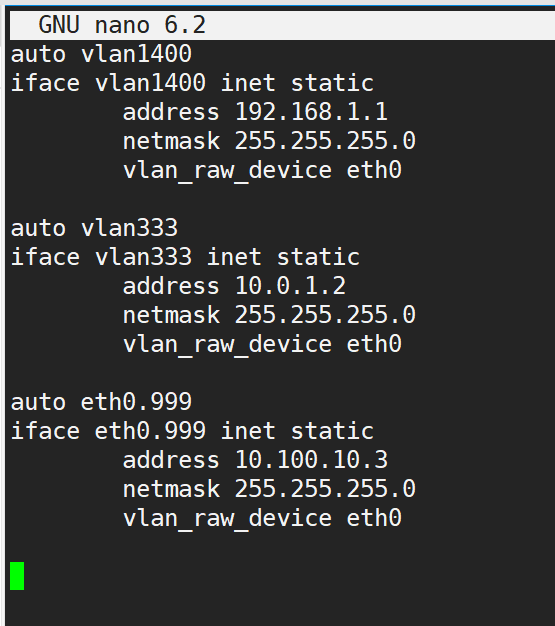 GNU nano 6.2
auto vlan1400
iface vlan1400 inet static
address 192.168.1.1
netmask 255.255.255.0
vlan_raw_device eth0
auto vlan333
iface vlan333 inet static
address 10.0.1.2
netmask 255.255.255.0
vlan_raw_device eth0
auto eth0.999
iface eth0.999 inet static
address 10.100.10.3
netmask 255.255.255.0
vlan_raw_device eth0